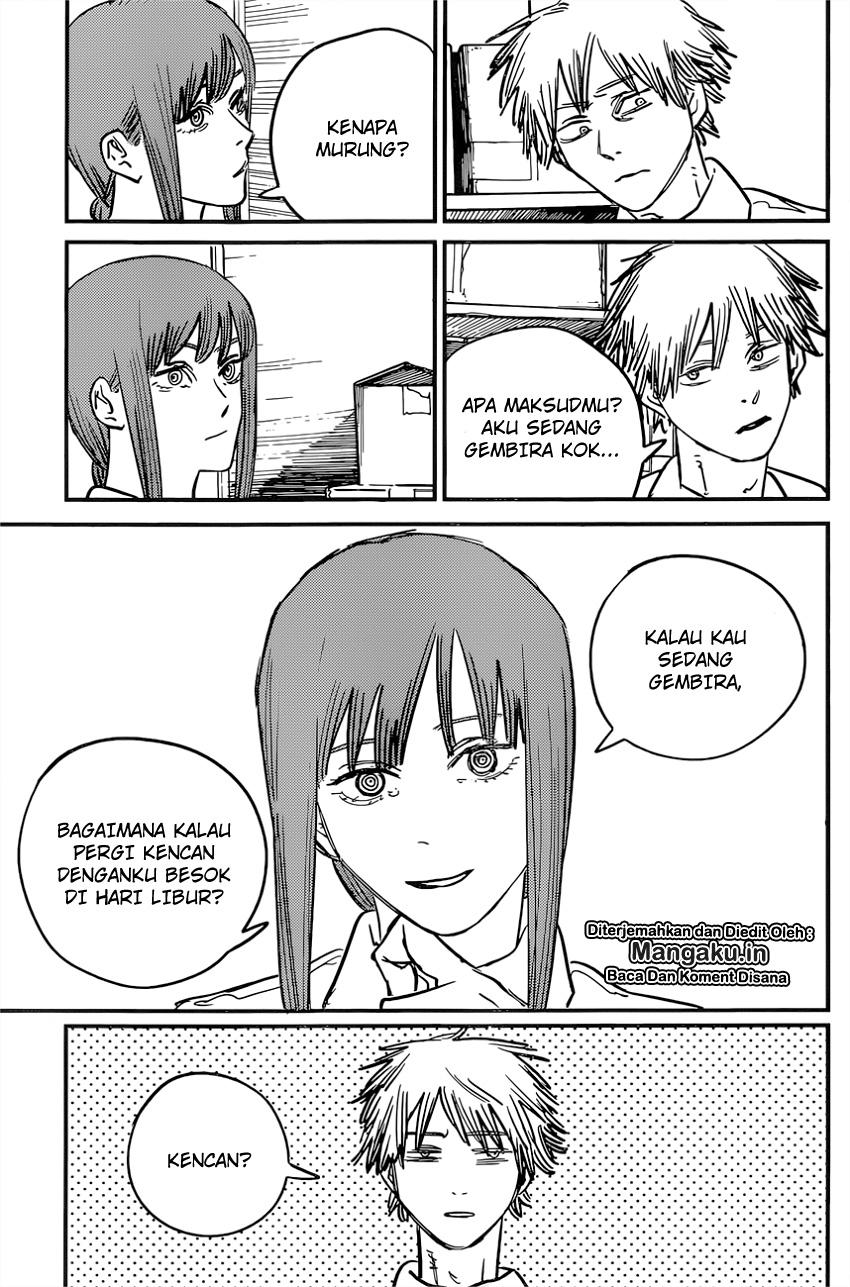 KENAPA
MURUNG?
APA MAKSUDMU?
AKU SEDANG
GEMBIRA KOK...
KALAU KAU
SEDANG
GEMBIRA,
BAGAIMANA KALAU
PERGI KENCAN
DENGANKU BESOK
DI HARI LIBUR?
Diterjemahkan dan Diedit Oleh:
Mangaku.in
Baca Dan Koment Disana
KENCAN?